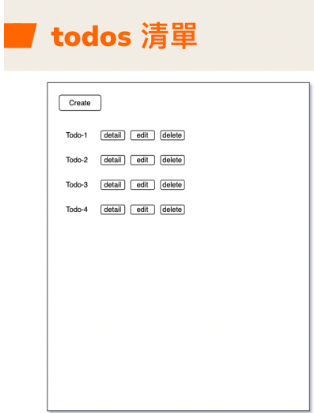 todos 清單
Create
Todo-1 detail edit delete
Todo-2 detail edit delete
Todo-3 detail edit delete
Todo-4 detail edit delete